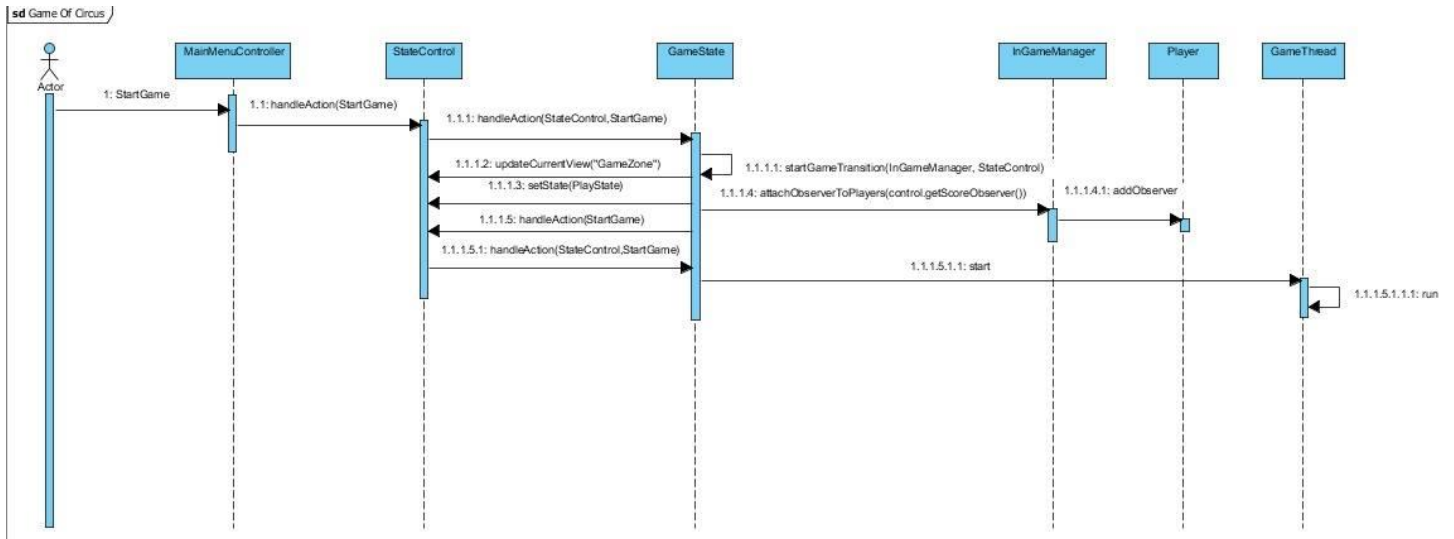 sd Game Of Circus
Actor
MainMenuController
StateControl
GameState
InGameManager
Player
GameThread
1: StartGame
1.1: handleAction(StartGame)
1.1.1: handleAction(StateControl,StartGame)
1.1.1.1: startGameTransition(InGameManager, StateControl)
1.1.1.2: updateCurrentView("GameZone")
1.1.1.3: setState(PlayState)
1.1.1.4: attachObserverToPlayers(control.getScoreObserver())
1.1.1.4.1: addObserver
1.1.1.5: handleAction(StartGame)
1.1.1.5.1: handleAction(StateControl,StartGame)
1.1.1.5.1.1: start
1.1.1.5.1.1.1: run